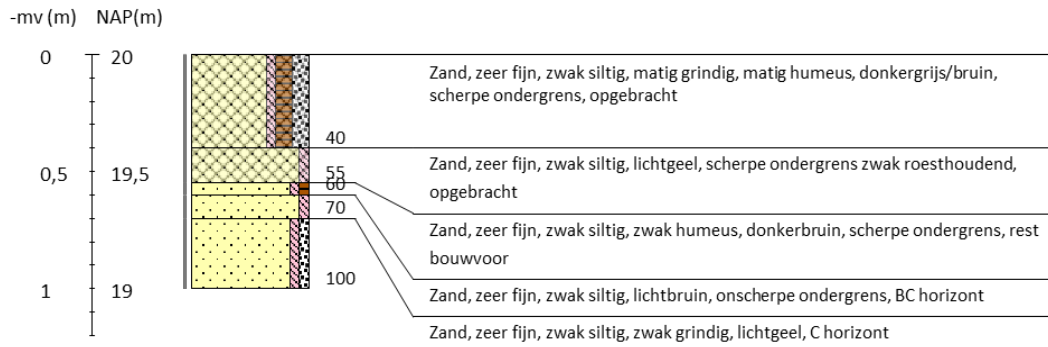 -mv (m) NAP(m)
0 20
Zand, zeer fijn, zwak siltig, matig grindig, matig humeus, donkergrijs/bruin,
scherpe ondergrens, opgebracht
40
Zand, zeer fijn, zwak siltig, lichtgeel, scherpe ondergrens zwak roesthoudend,
opgebracht
0,5 19,5
55
60
Zand, zeer fijn, zwak siltig, zwak humeus, donkerbruin, scherpe ondergrens, rest
bouwvoor
70
Zand, zeer fijn, zwak siltig, lichtbruin, onscherpe ondergrens, BC horizont
100
1 19
Zand, zeer fijn, zwak siltig, zwak grindig, lichtgeel, C horizont